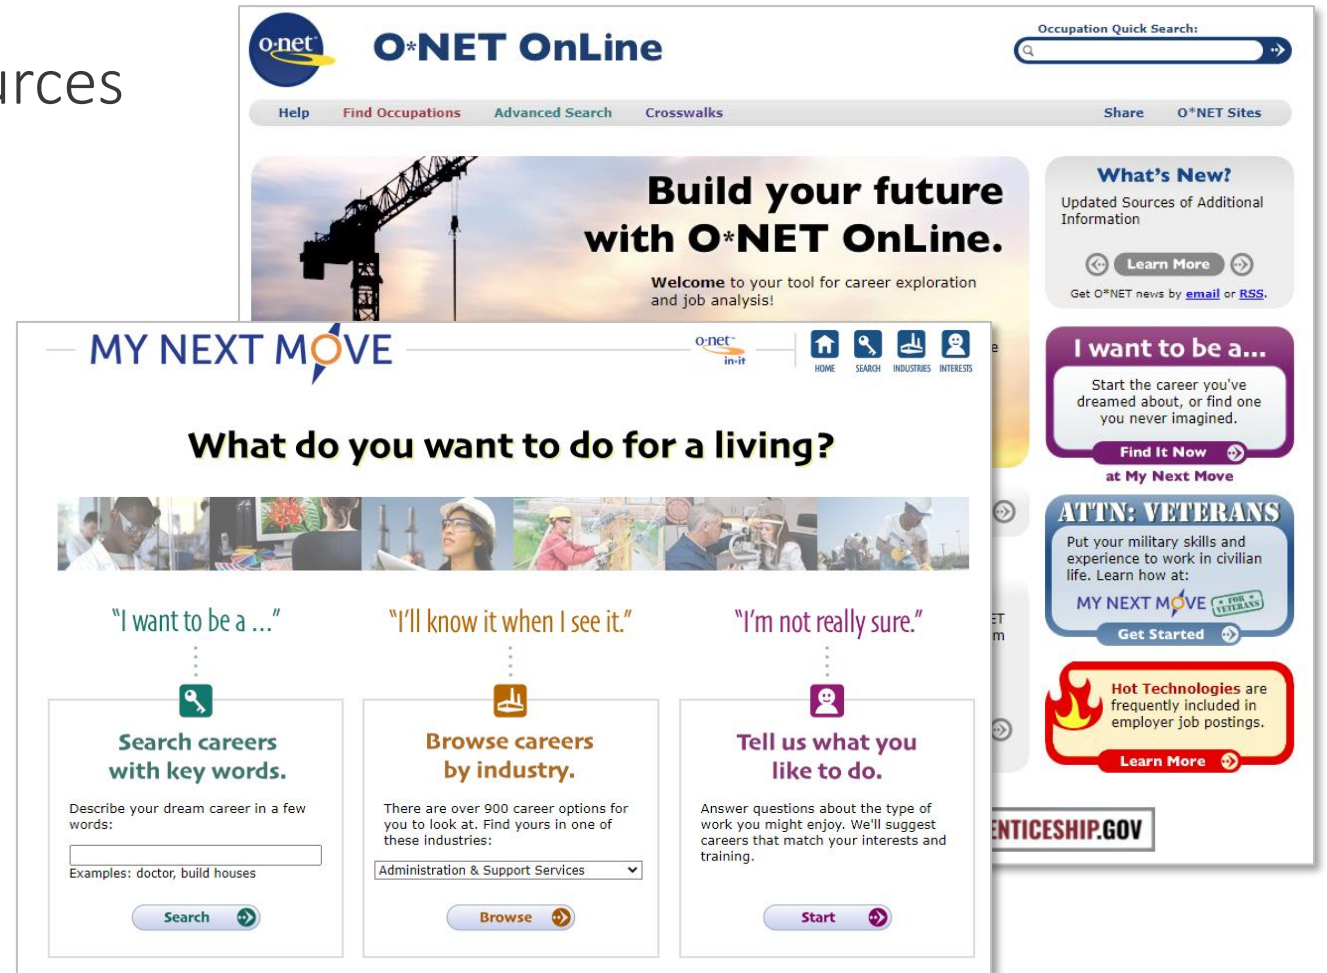 o·net
O*NET OnLine
Occupation Quick Search:
Help Find Occupations Advanced Search Crosswalks Share O*NET Sites
Build your future
with O*NET OnLine.
Welcome to your tool for career exploration
and job analysis!
What's New?
Updated Sources of Additional
Information
Learn More
Get O*NET news by email or RSS.
I want to be a...
Start the career you've
dreamed about, or find one
you never imagined.
Find It Now
at My Next Move
ATTN: VETERANS
Put your military skills and
experience to work in civilian
life. Learn how at:
MY NEXT MOVE FOR VETERANS
Get Started
Hot Technologies are
frequently included in
employer job postings.
Learn More
ENTICESHIP.GOV
MY NEXT MOVE
o·net
in-it
HOME SEARCH INDUSTRIES INTERESTS
What do you want to do for a living?
"I want to be a ..."
Search careers
with key words.
Describe your dream career in a few
words:
Examples: doctor, build houses
Search
"I'll know it when I see it."
Browse careers
by industry.
There are over 900 career options for
you to look at. Find yours in one of
these industries:
Administration & Support Services
Browse
"I'm not really sure."
Tell us what you
like to do.
Answer questions about the type of
work you might enjoy. We'll suggest
careers that match your interests and
training.
Start